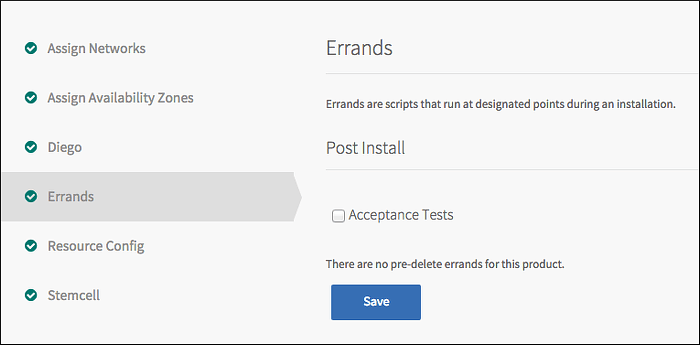 Assign Networks
Assign Availability Zones
Diego
Errands
Resource Config
Stemcell
Errands
Errands are scripts that run at designated points during an installation.
Post Install
Acceptance Tests
There are no pre-delete errands for this product.
Save